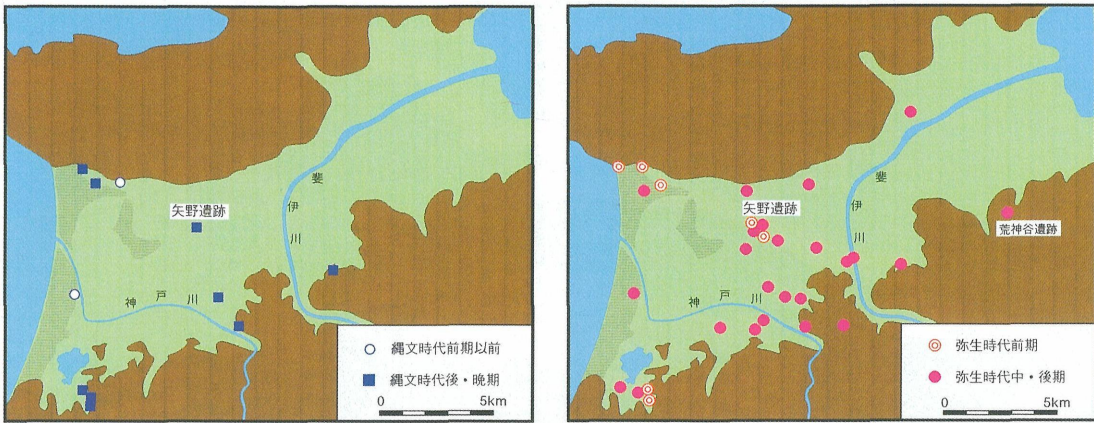 斐伊川
矢野遺跡
神戸川
縄文時代前期以前
縄文時代後・晩期
0 5km
斐伊川
矢野遺跡
荒神谷遺跡
神戸川
弥生時代前期
弥生時代中・後期
0 5km